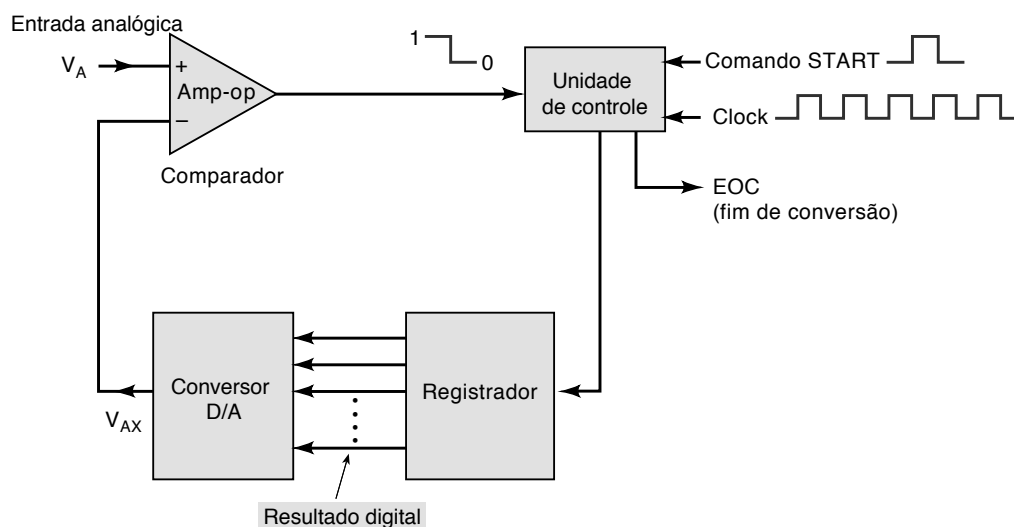 Entrada analógica
V_A
+
Amp-op
−
Comparador
1
0
Unidade
de controle
Comando START
Clock
EOC
(fim de conversão)
Conversor
D/A
Registrador
V_AX
Resultado digital